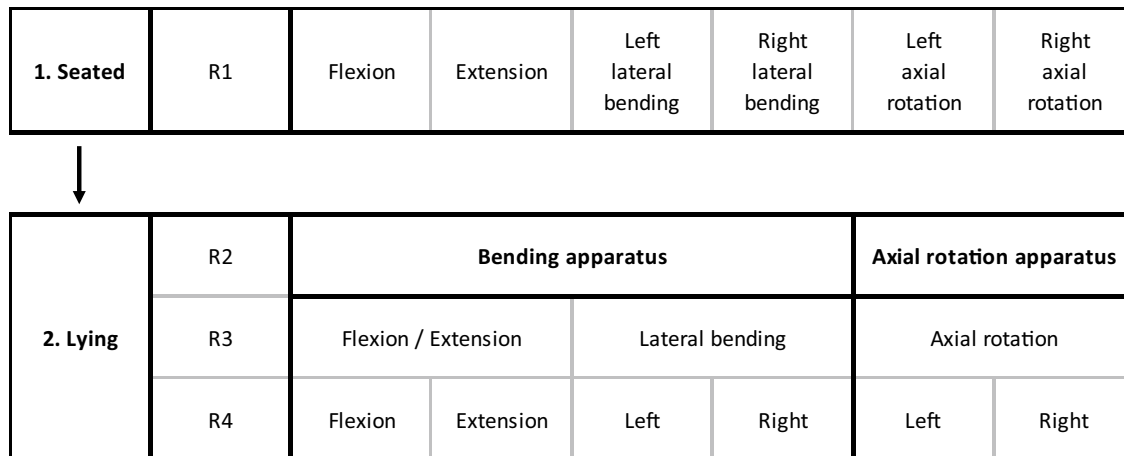 1. Seated R1 Flexion Extension Left lateral bending Right lateral bending Left axial rotation Right axial rotation
2. Lying
R2 Bending apparatus Axial rotation apparatus
R3 Flexion / Extension Lateral bending Axial rotation
R4 Flexion Extension Left Right Left Right